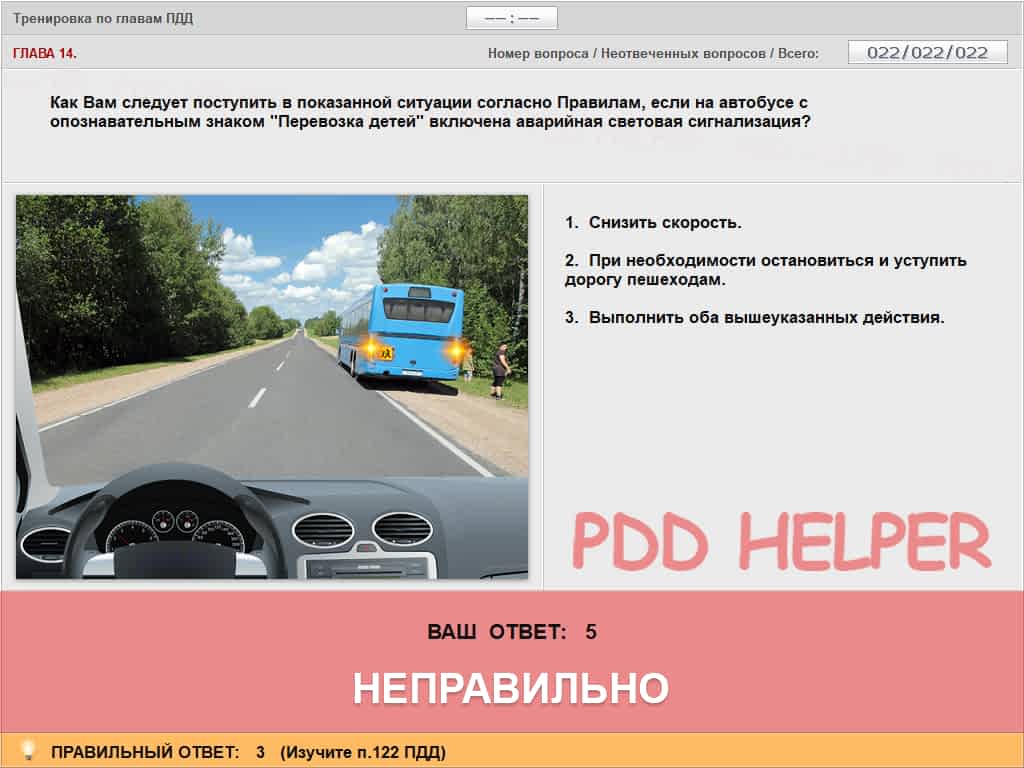 Тренировка по главам ПДД
—— : ——
ГЛАВА 14.
Номер вопроса / Неотвеченных вопросов / Всего:
022/022/022
Как Вам следует поступить в показанной ситуации согласно Правилам, если на автобусе с
опознавательным знаком "Перевозка детей" включена аварийная световая сигнализация?
1. Снизить скорость.
2. При необходимости остановиться и уступить
дорогу пешеходам.
3. Выполнить оба вышеуказанных действия.
PDD HELPER
ВАШ ОТВЕТ: 5
НЕПРАВИЛЬНО
ПРАВИЛЬНЫЙ ОТВЕТ: 3 (Изучите п.122 ПДД)